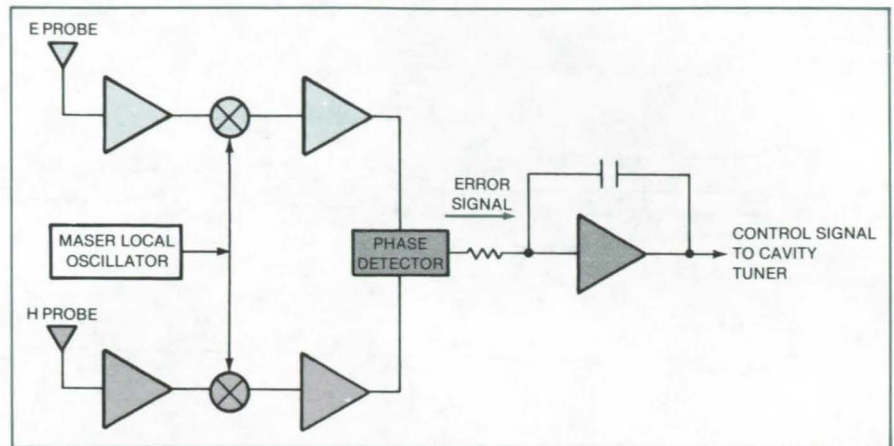 E PROBE
MASER LOCAL
OSCILLATOR
H PROBE
PHASE
DETECTOR
ERROR
SIGNAL
CONTROL SIGNAL
TO CAVITY
TUNER